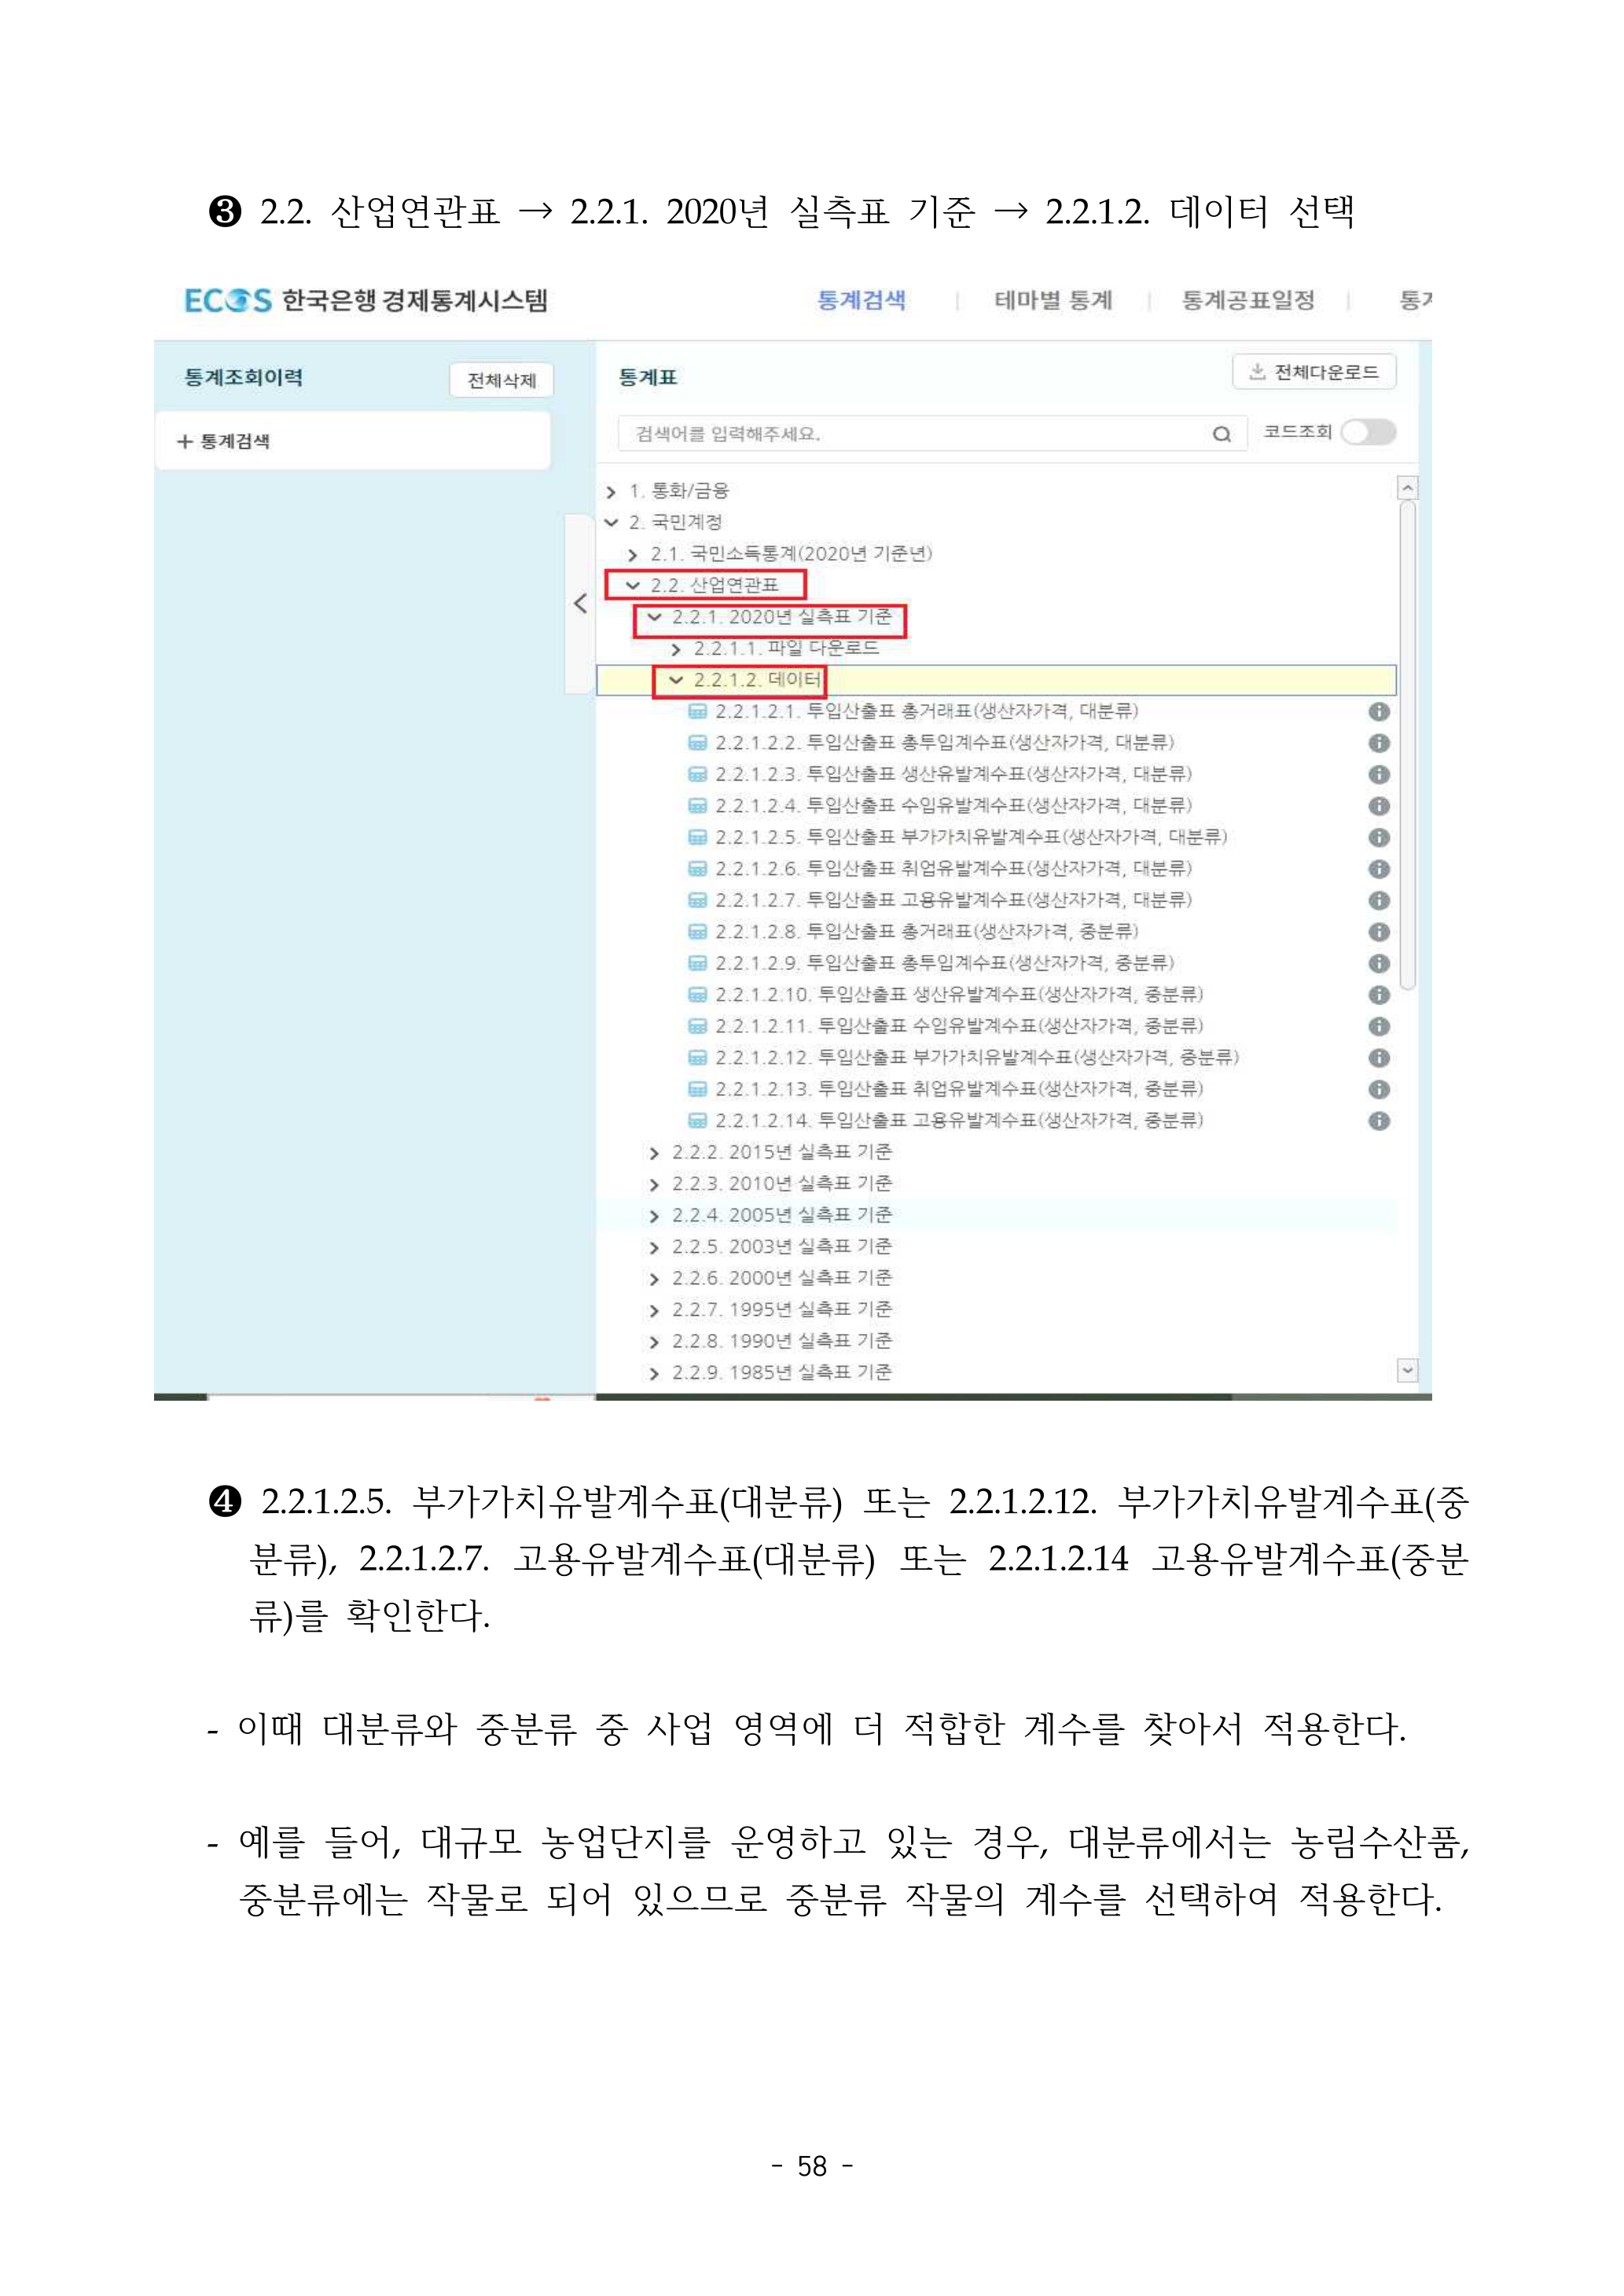 ❸ 2.2. 산업연관표 → 2.2.1. 2020년 실측표 기준 → 2.2.1.2. 데이터 선택
ECOS 한국은행 경제통계시스템
통계검색 | 테마별 통계 | 통계공표일정 |
통계조회이력
전체삭제
통계표
전체다운로드
+ 통계검색
검색어를 입력해주세요.
코드조회
1. 통화/금융
2. 국민계정
2.1. 국민소득통계(2020년 기준년)
2.2. 산업연관표
2.2.1. 2020년 실측표 기준
2.2.1.1. 파일 다운로드
2.2.1.2. 데이터
2.2.1.2.1. 투입산출표 총거래표(생산자가격, 대분류)
2.2.1.2.2. 투입산출표 총투입계수표(생산자가격, 대분류)
2.2.1.2.3. 투입산출표 생산유발계수표(생산자가격, 대분류)
2.2.1.2.4. 투입산출표 수입유발계수표(생산자가격, 대분류)
2.2.1.2.5. 투입산출표 부가가치유발계수표(생산자가격, 대분류)
2.2.1.2.6. 투입산출표 취업유발계수표(생산자가격, 대분류)
2.2.1.2.7. 투입산출표 고용유발계수표(생산자가격, 대분류)
2.2.1.2.8. 투입산출표 총거래표(생산자가격, 중분류)
2.2.1.2.9. 투입산출표 총투입계수표(생산자가격, 중분류)
2.2.1.2.10. 투입산출표 생산유발계수표(생산자가격, 중분류)
2.2.1.2.11. 투입산출표 수입유발계수표(생산자가격, 중분류)
2.2.1.2.12. 투입산출표 부가가치유발계수표(생산자가격, 중분류)
2.2.1.2.13. 투입산출표 취업유발계수표(생산자가격, 중분류)
2.2.1.2.14. 투입산출표 고용유발계수표(생산자가격, 중분류)
2.2.2. 2015년 실측표 기준
2.2.3. 2010년 실측표 기준
2.2.4. 2005년 실측표 기준
2.2.5. 2003년 실측표 기준
2.2.6. 2000년 실측표 기준
2.2.7. 1995년 실측표 기준
2.2.8. 1990년 실측표 기준
2.2.9. 1985년 실측표 기준
❹ 2.2.1.2.5. 부가가치유발계수표(대분류) 또는 2.2.1.2.12. 부가가치유발계수표(중
분류), 2.2.1.2.7. 고용유발계수표(대분류) 또는 2.2.1.2.14 고용유발계수표(중분
류)를 확인한다.
- 이때 대분류와 중분류 중 사업 영역에 더 적합한 계수를 찾아서 적용한다.
- 예를 들어, 대규모 농업단지를 운영하고 있는 경우, 대분류에서는 농림수산품,
중분류에는 작물로 되어 있으므로 중분류 작물의 계수를 선택하여 적용한다.
- 58 -